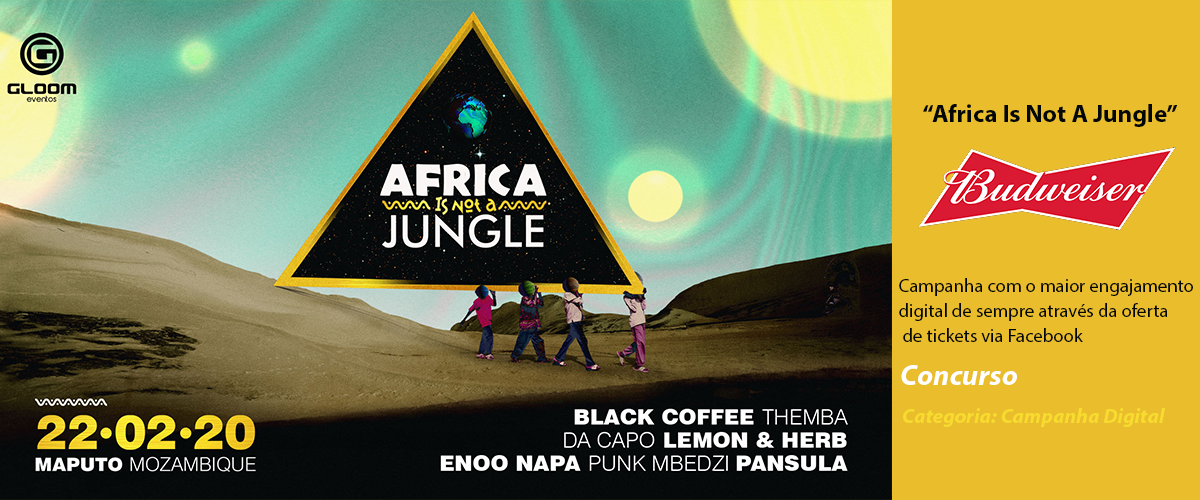 G
GLOOM
eventos
AFRICA
Is Not a
JUNGLE
22•02•20
MAPUTO MOZAMBIQUE
BLACK COFFEE THEMBA
DA CAPO LEMON & HERB
ENOO NAPA PUNK MBEDZI PANSULA
“Africa Is Not A Jungle”
Budweiser
Campanha com o maior engajamento
digital de sempre através da oferta
de tickets via Facebook
Concurso
Categoria: Campanha Digital